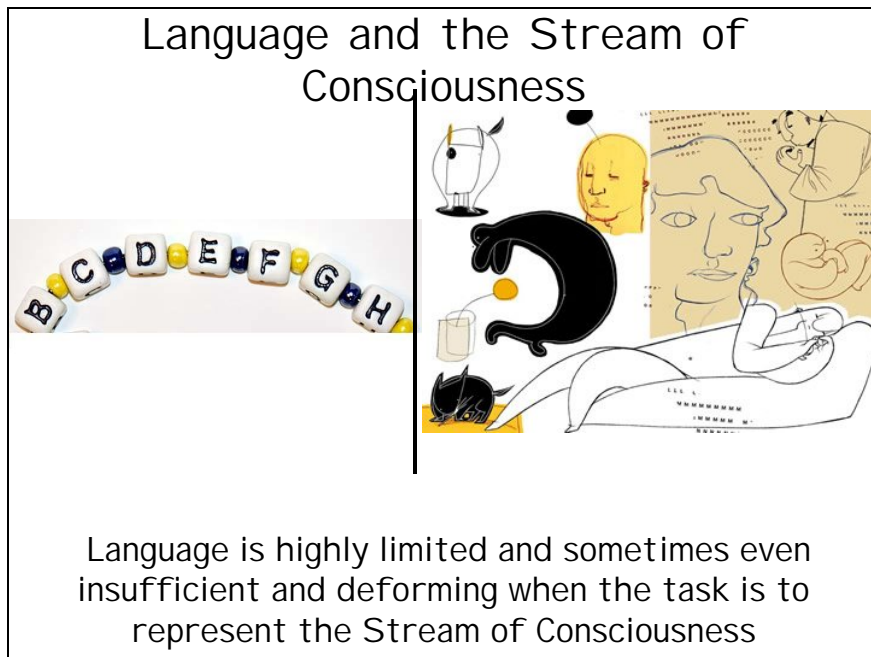 Language and the Stream of
Consciousness
B C D E F G H
Language is highly limited and sometimes even
insufficient and deforming when the task is to
represent the Stream of Consciousness